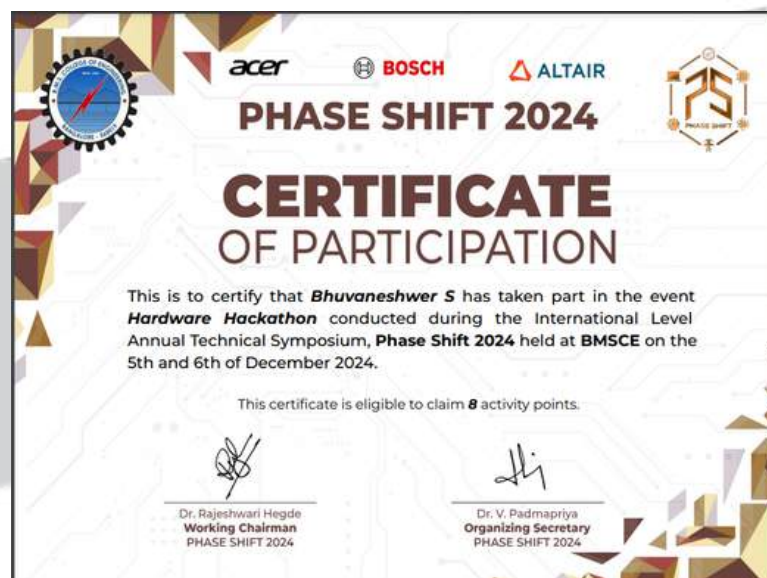 acer
BOSCH
ALTAIR
PHASE SHIFT 2024
PHASE SHIFT
CERTIFICATE
OF PARTICIPATION
This is to certify that Bhuvaneshwer S has taken part in the event
Hardware Hackathon conducted during the International Level
Annual Technical Symposium, Phase Shift 2024 held at BMSCE on the
5th and 6th of December 2024.
This certificate is eligible to claim 8 activity points.
Dr. Rajeshwari Hegde
Working Chairman
PHASE SHIFT 2024
Dr. V. Padmapriya
Organizing Secretary
PHASE SHIFT 2024